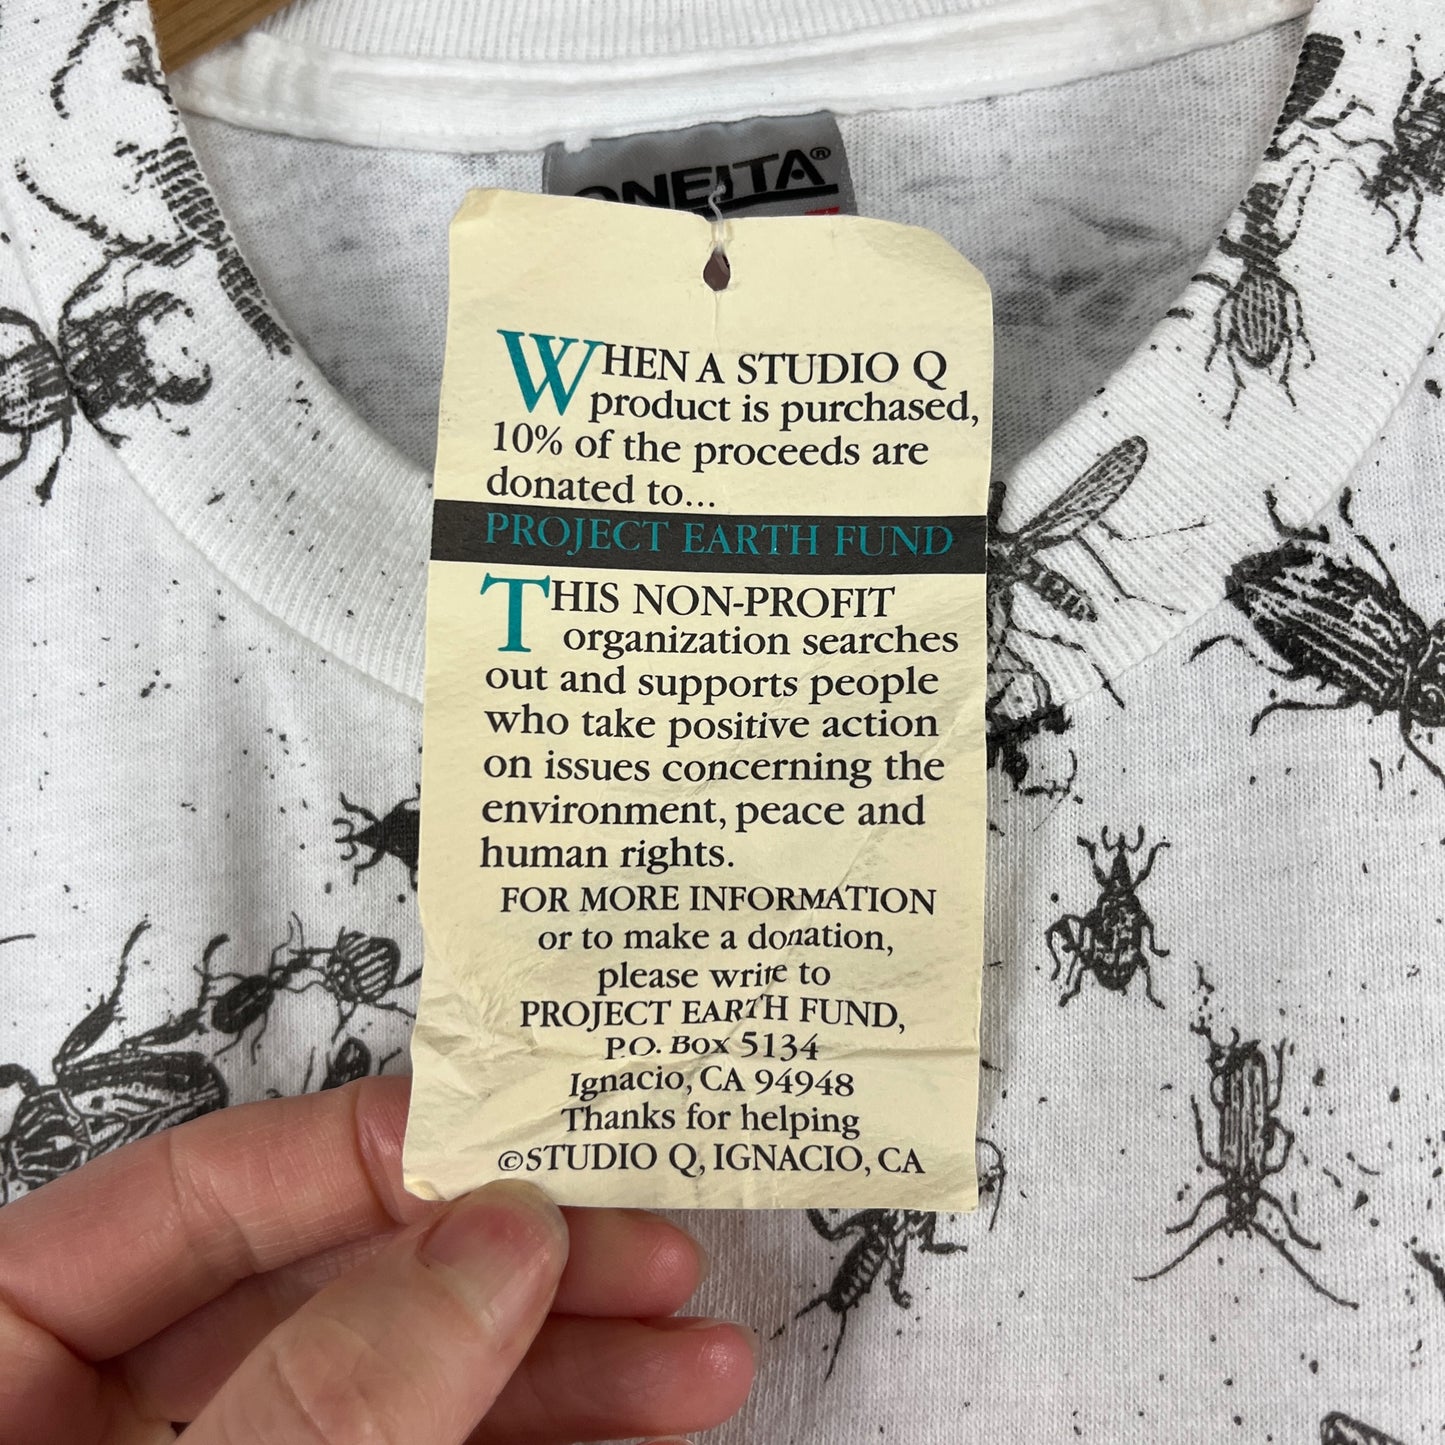 ONEITA®
WHEN A STUDIO Q
product is purchased,
10% of the proceeds are
donated to...
PROJECT EARTH FUND
THIS NON-PROFIT
organization searches
out and supports people
who take positive action
on issues concerning the
environment, peace and
human rights.
FOR MORE INFORMATION
or to make a donation,
please write to
PROJECT EARTH FUND,
P.O. BOX 5134
Ignacio, CA 94948
Thanks for helping
©STUDIO Q, IGNACIO, CA